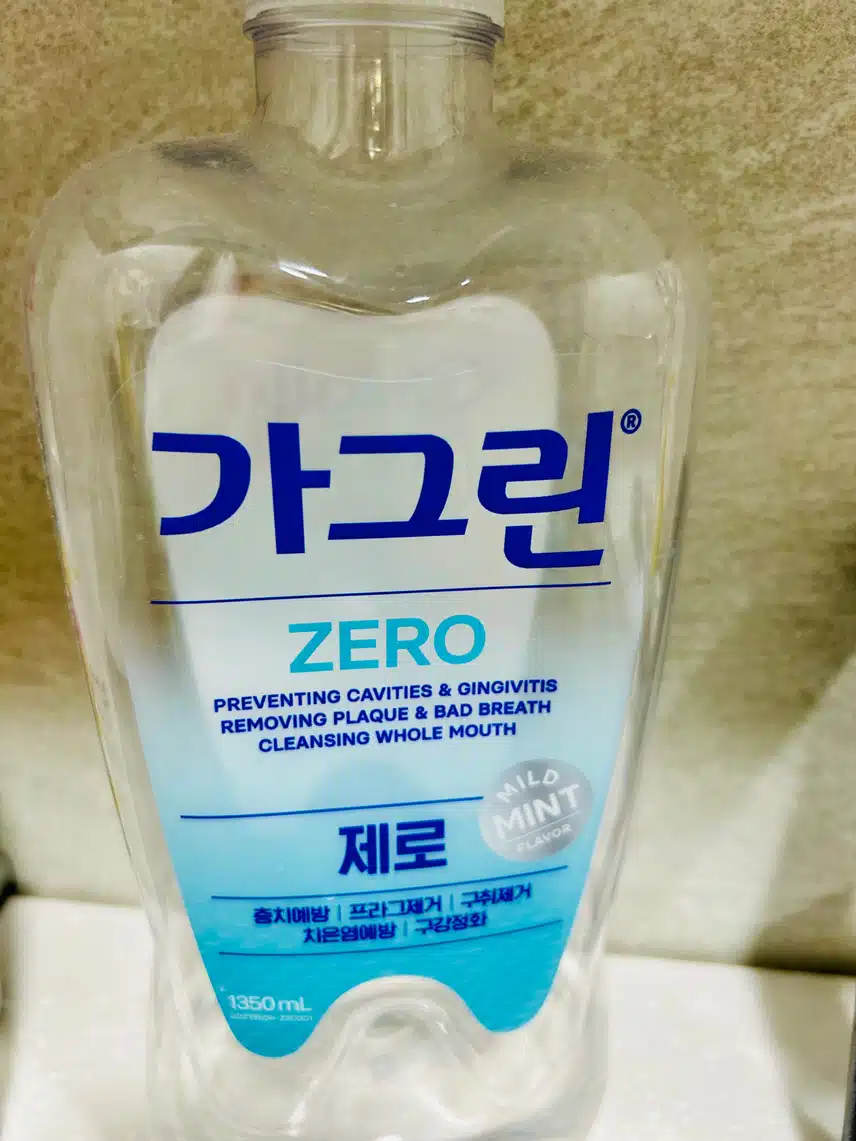 가그린®
ZERO
PREVENTING CAVITIES & GINGIVITIS
REMOVING PLAQUE & BAD BREATH
CLEANSING WHOLE MOUTH
MILD
MINT
FLAVOR
제로
충치예방 | 프라그제거 | 구취제거
치은염예방 | 구강정화
1350 mL